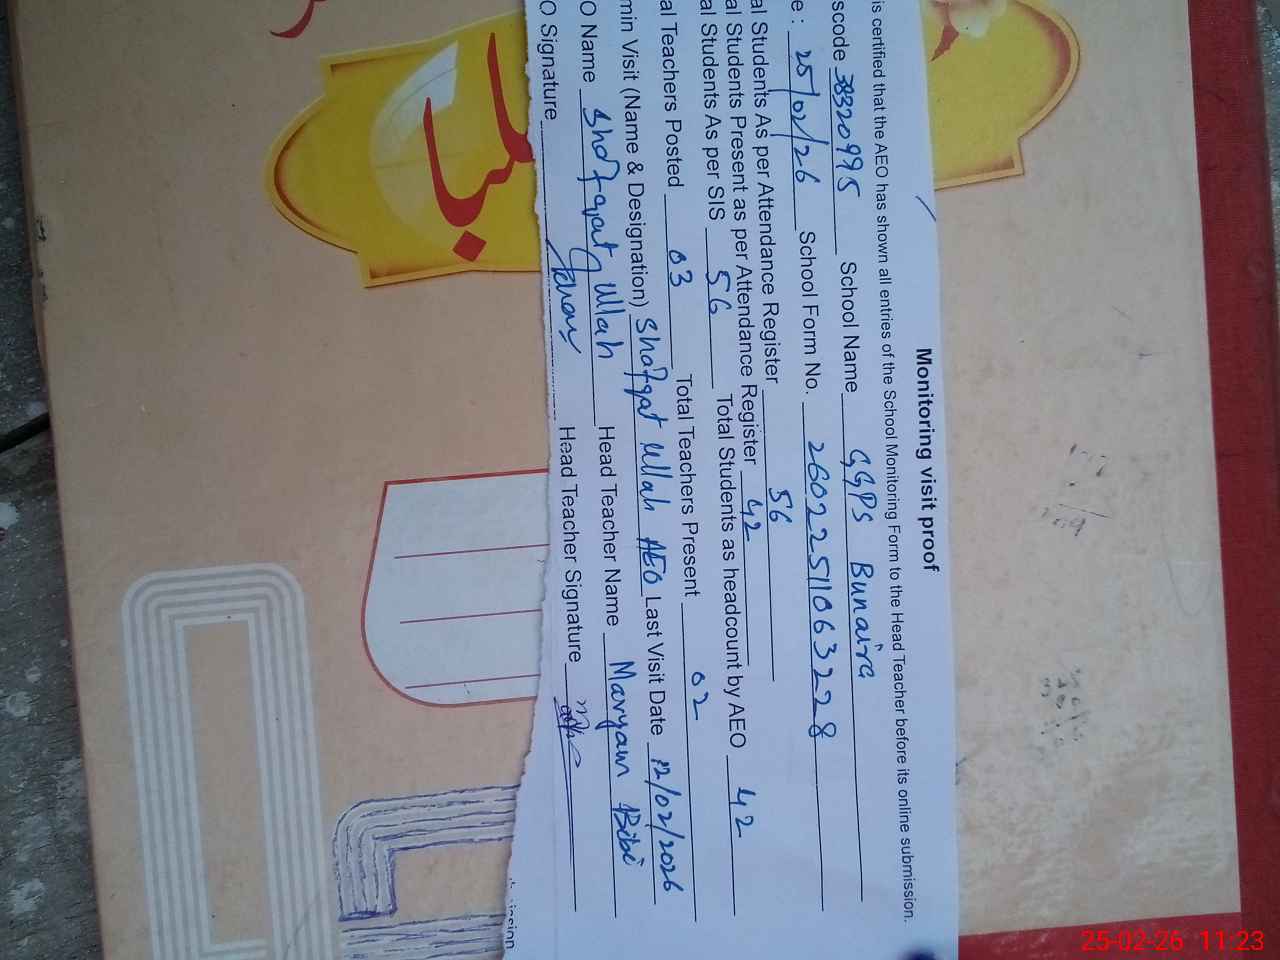 Monitoring visit proof
is certified that the AEO has shown all entries of the School Monitoring Form to the Head Teacher before its online submission.
scode 38320995 School Name GGPS Bunaira
e : 25/02/26 School Form No. 26022511063228
al Students As per Attendance Register 56
al Students Present as per Attendance Register 42
al Students As per SIS 56 Total Students as headcount by AEO 42
al Teachers Posted 03 Total Teachers Present 02
min Visit (Name & Designation) Shafqat ullah AEO Last Visit Date 12/02/2026
O Name Shafqat ullah Head Teacher Name Maryam Bibi
O Signature Head Teacher Signature
25-02-26 11:23